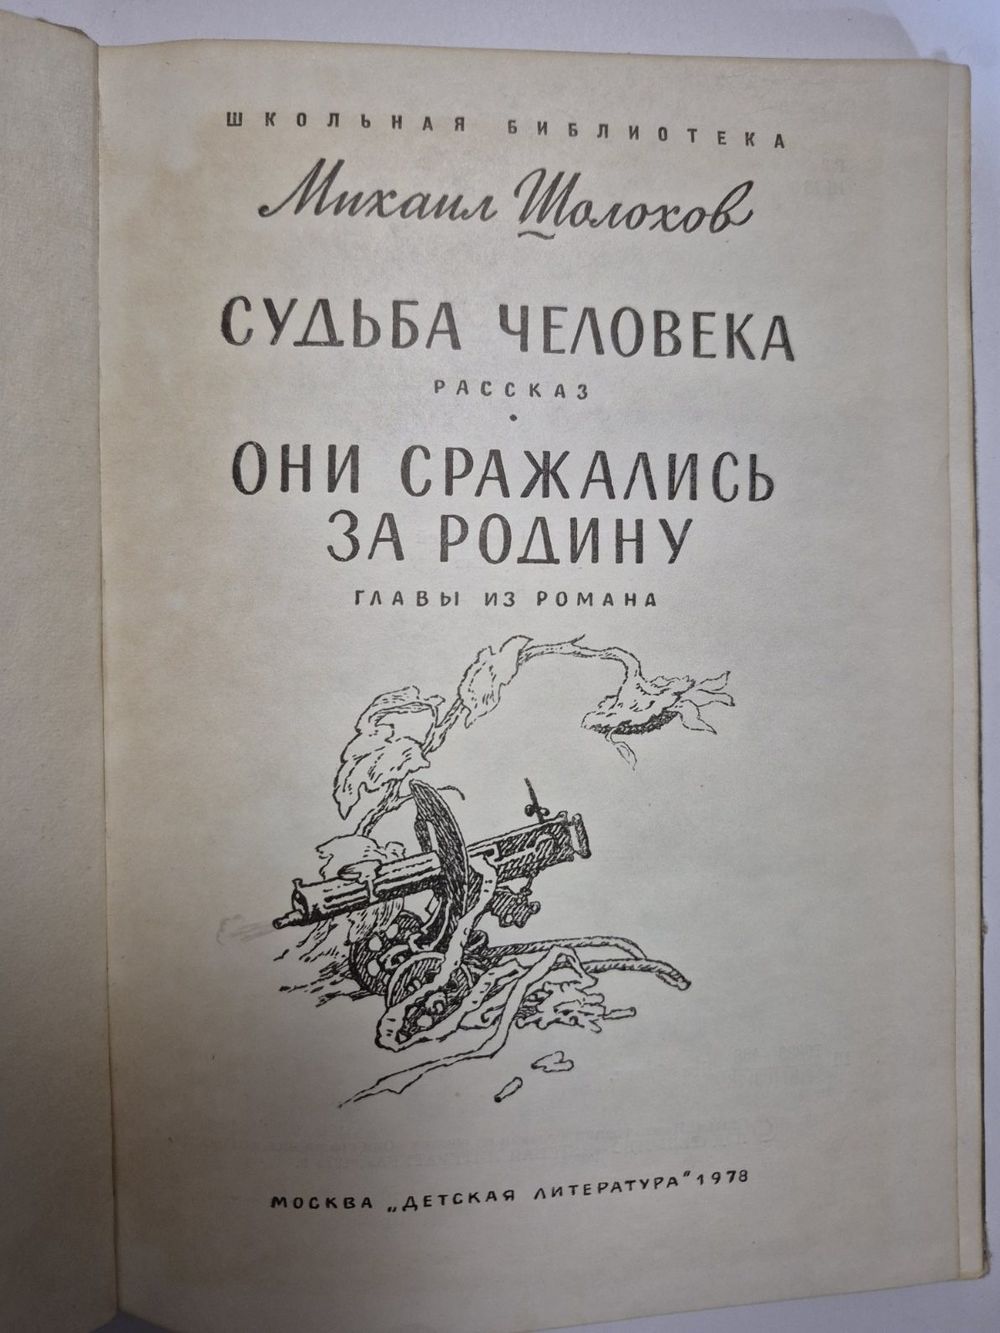 ШКОЛЬНАЯ БИБЛИОТЕКА
Михаил Шолохов
СУДЬБА ЧЕЛОВЕКА
РАССКАЗ
•
ОНИ СРАЖАЛИСЬ
ЗА РОДИНУ
ГЛАВЫ ИЗ РОМАНА
МОСКВА „ДЕТСКАЯ ЛИТЕРАТУРА" 1978